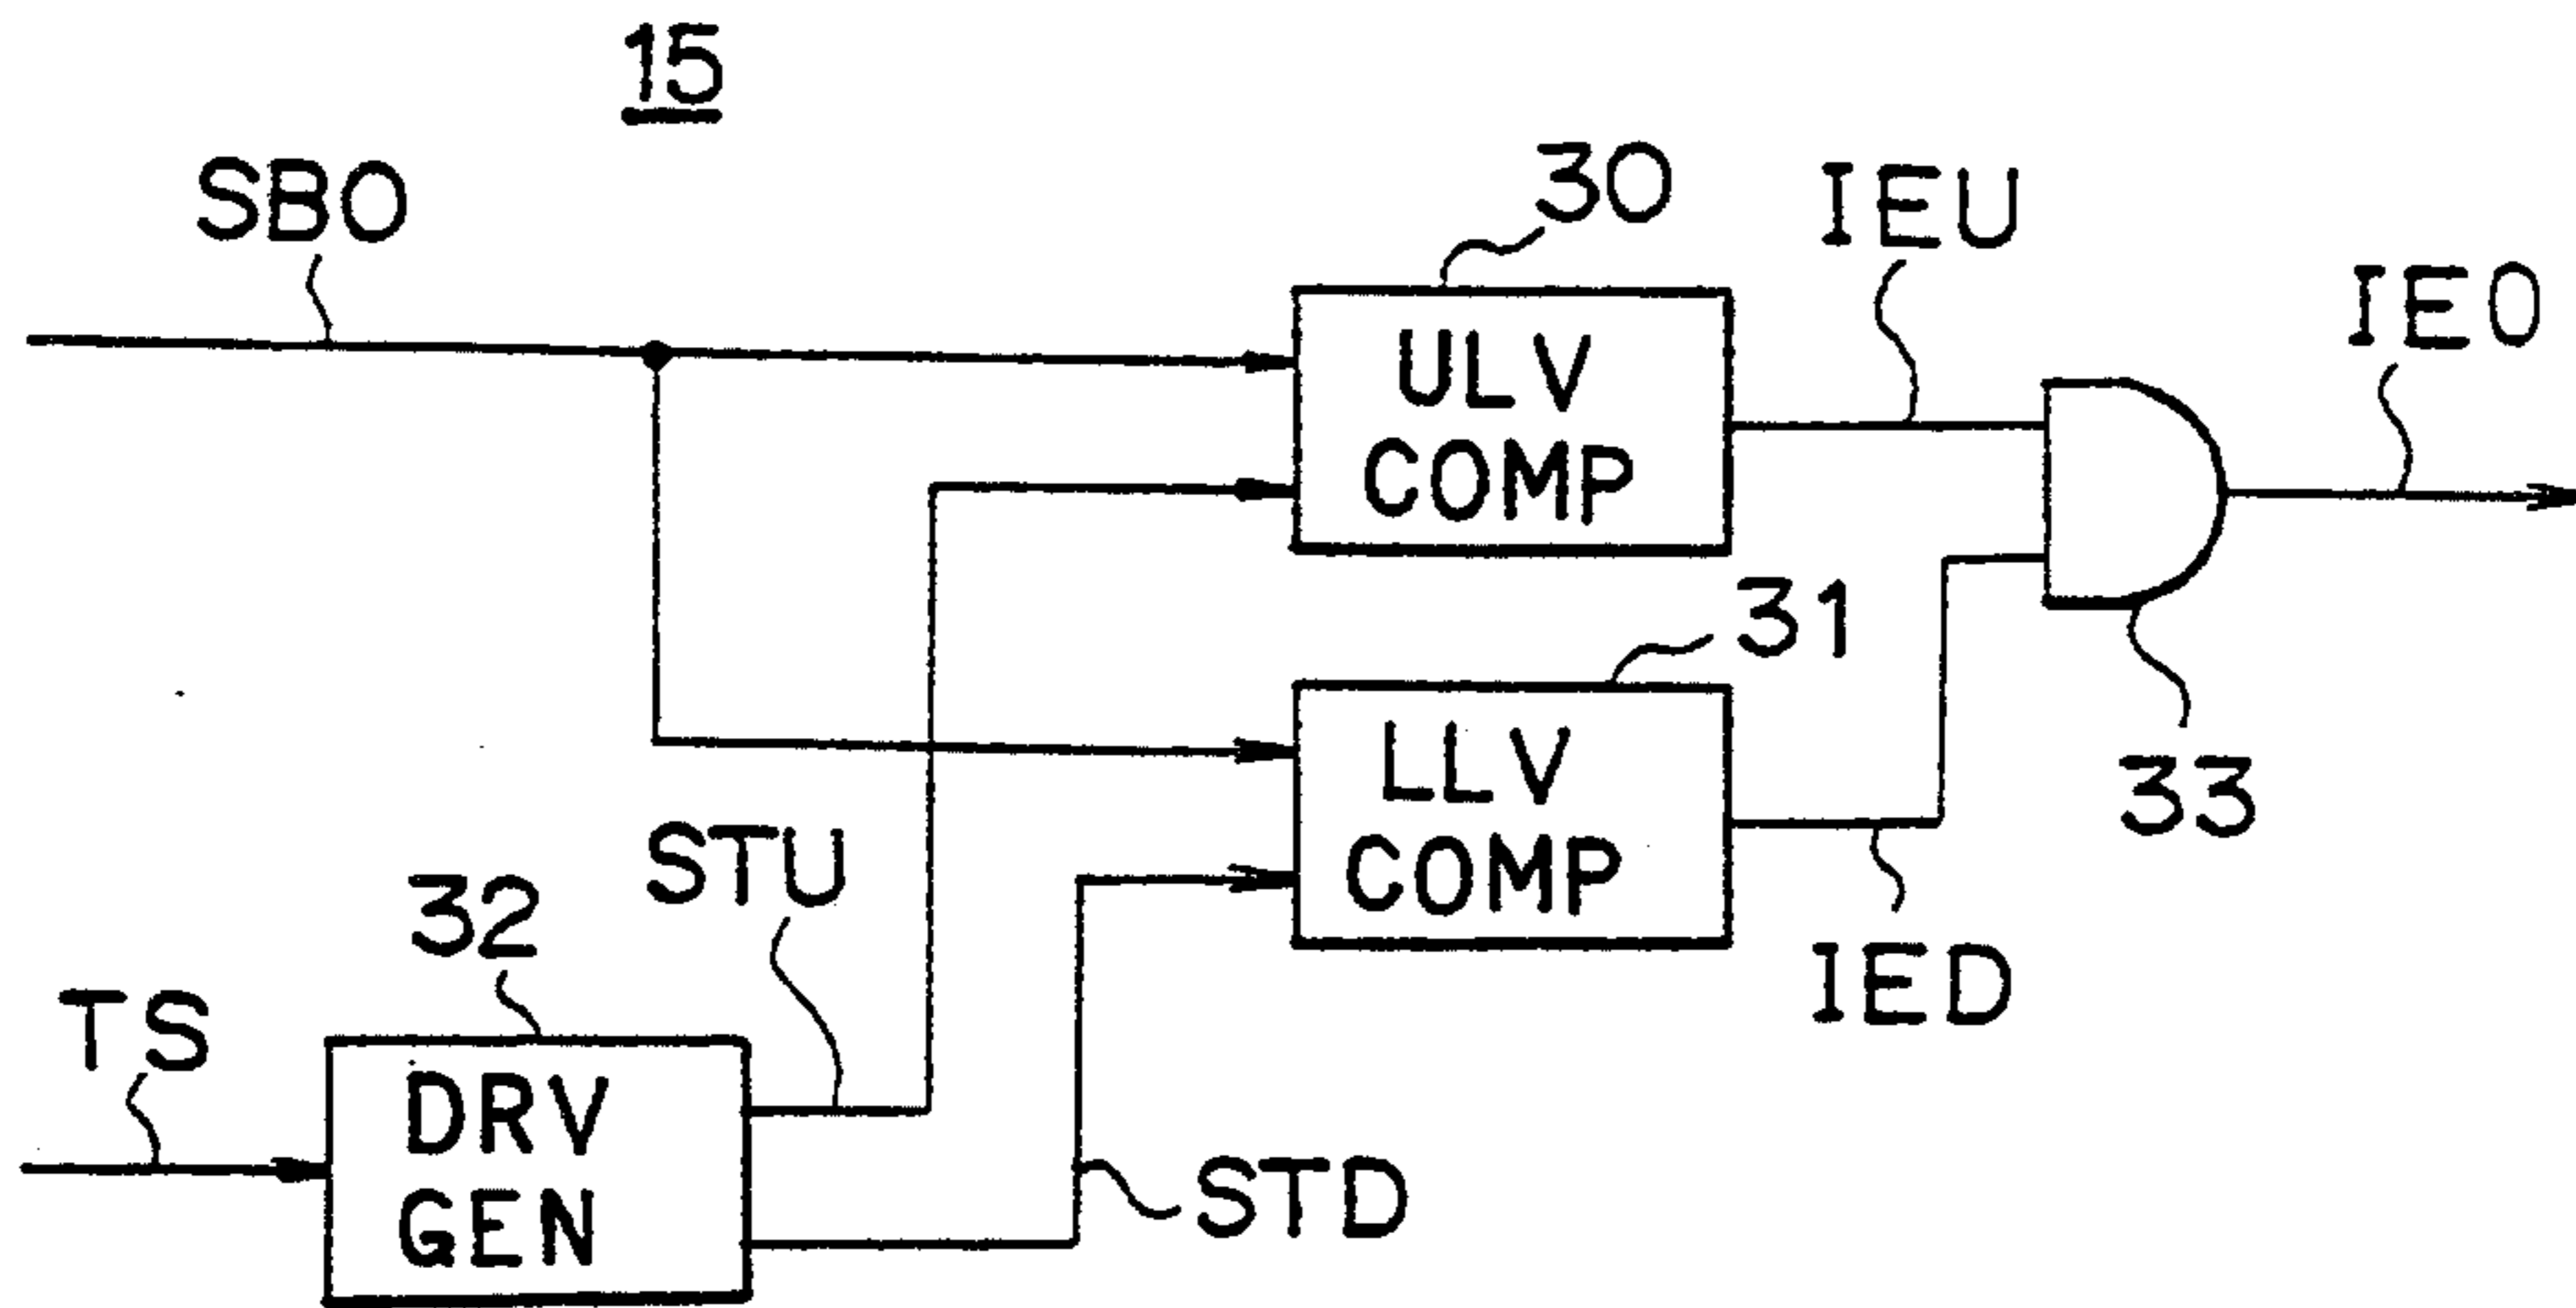 15
SBO
30
IEU
IEO
ULV
COMP
31
LLV
COMP
33
STU
32
IED
TS
DRV
GEN
STD